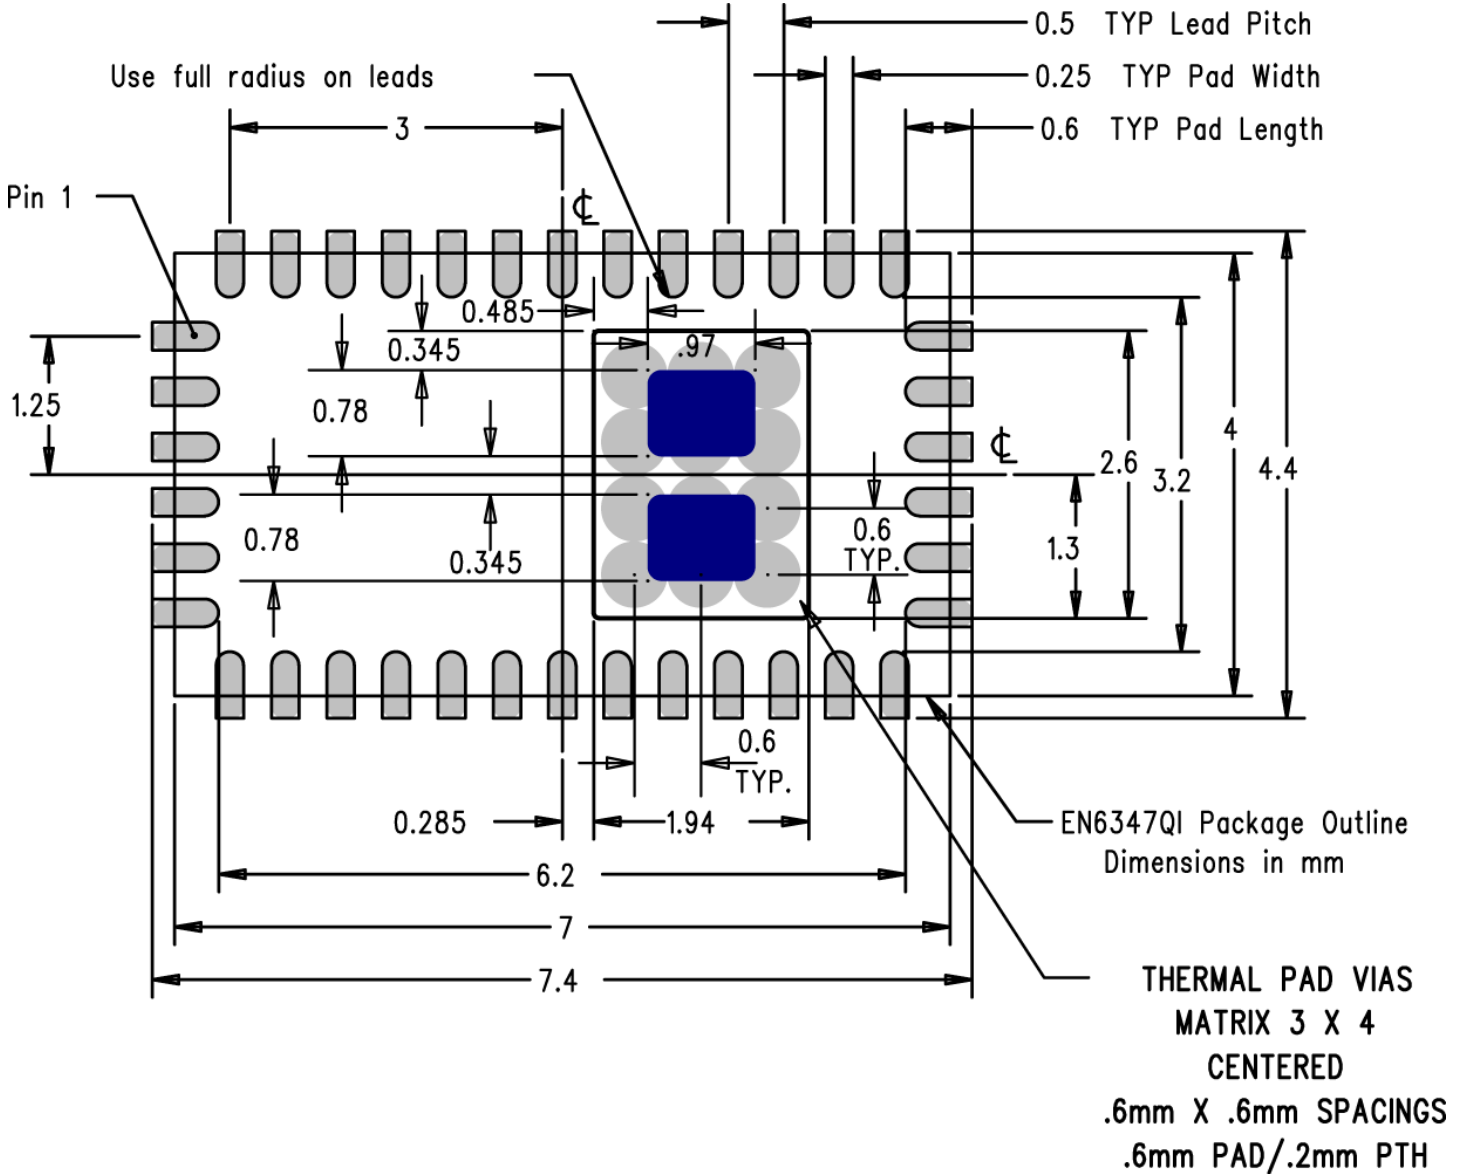 0.5 TYP Lead Pitch
Use full radius on leads
0.25 TYP Pad Width
3
0.6 TYP Pad Length
Pin 1
℄
0.485
0.345
.97
1.25
0.78
℄
2.6
3.2
4
4.4
0.78
0.345
0.6
TYP.
1.3
0.6
TYP.
0.285
1.94
EN6347QI Package Outline
Dimensions in mm
6.2
7
7.4
THERMAL PAD VIAS
MATRIX 3 X 4
CENTERED
.6mm X .6mm SPACINGS
.6mm PAD/.2mm PTH